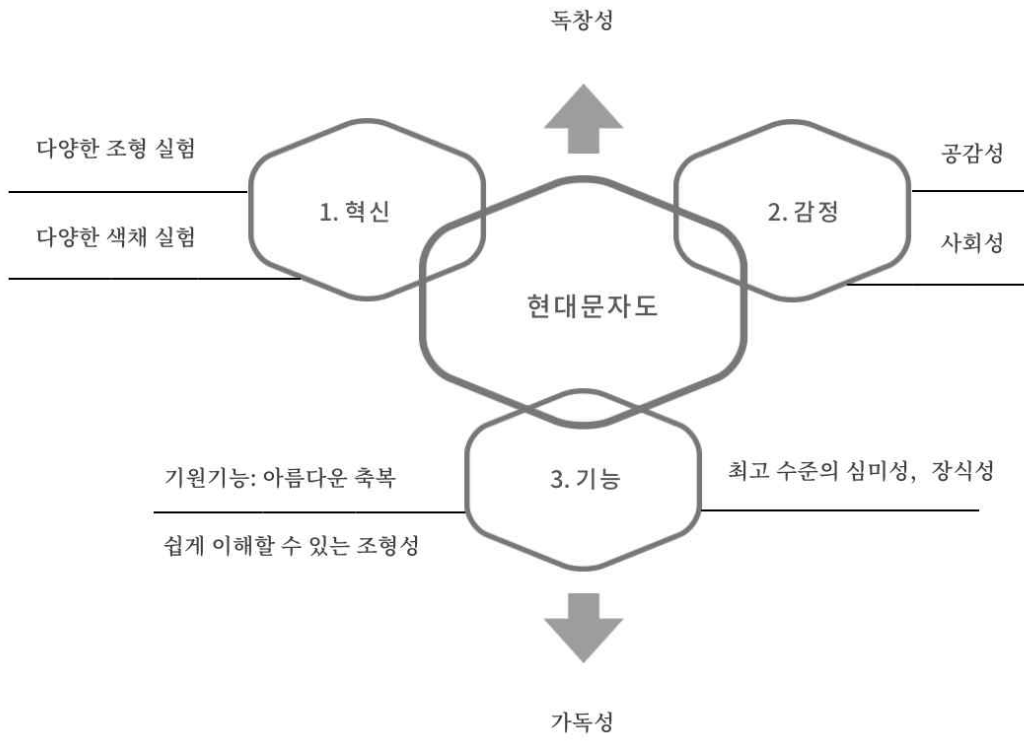 독창성
다양한 조형 실험
공감성
1. 혁신
2. 감정
다양한 색채 실험
사회성
현대문자도
기원기능: 아름다운 축복
3. 기능
최고 수준의 심미성, 장식성
쉽게 이해할 수 있는 조형성
가독성